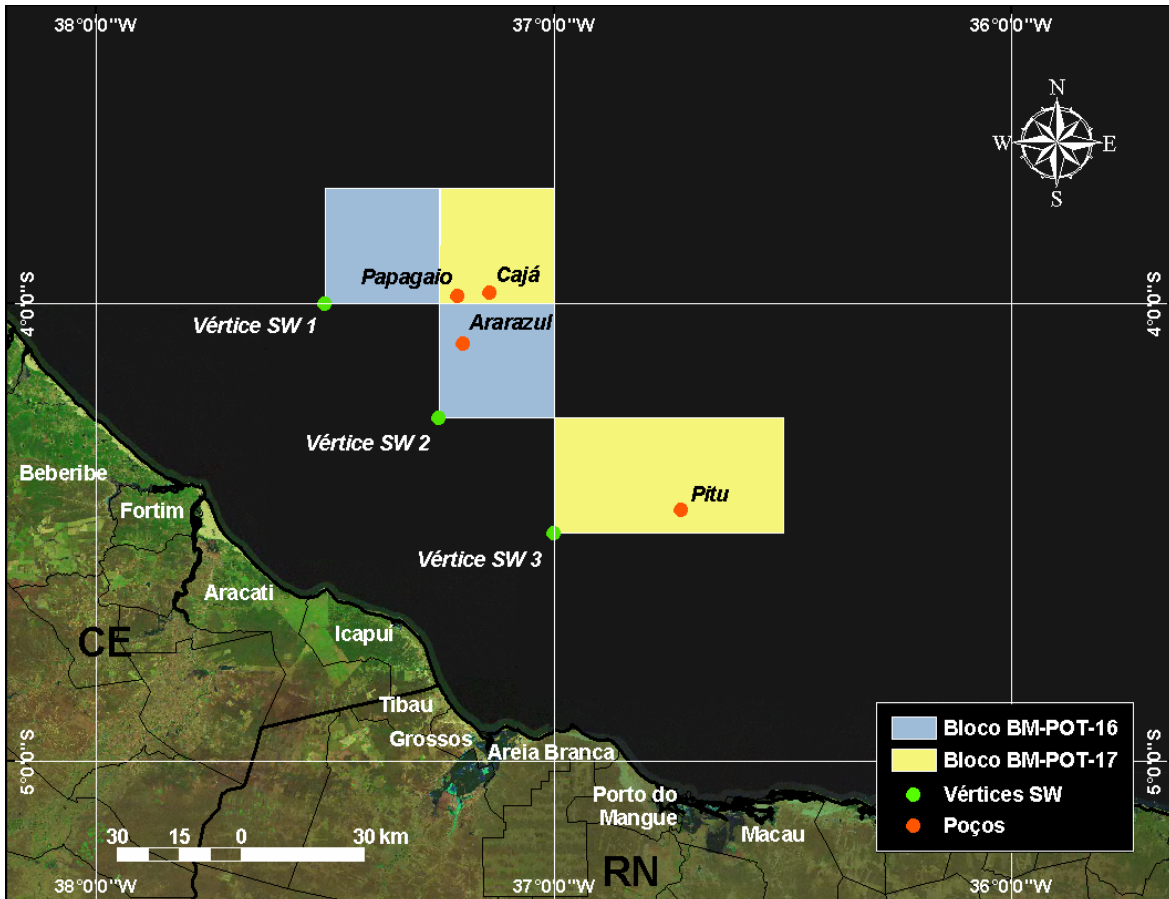 38°0'0"W
37°0'0"W
36°0'0"W
N
W
E
S
Papagaio
Cajá
4°0'0"S
4°0'0"S
Vértice SW 1
Ararazul
Vértice SW 2
Beberibe
Fortim
Pitu
Vértice SW 3
Aracati
Icapuí
CE
Tibau
Grossos
Areia Branca
5°0'0"S
5°0'0"S
Porto do
Mangue
Macau
RN
Bloco BM-POT-16
Bloco BM-POT-17
Vértices SW
Poços
30 15 0 30 km
38°0'0"W
37°0'0"W
36°0'0"W